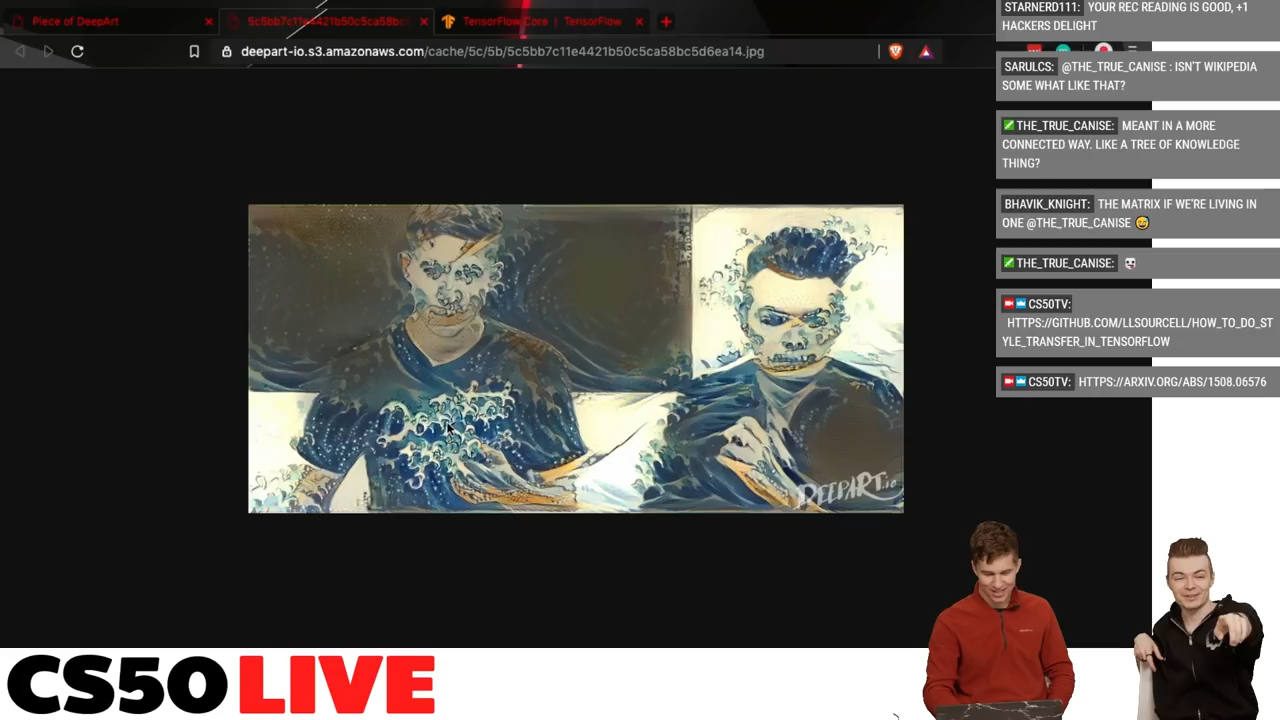 Piece of DeepArt
5c5bb7c11e4421b50c5ca58bc
TensorFlow Core | TensorFlow
deepart-io.s3.amazonaws.com/cache/5c/5b/5c5bb7c11e4421b50c5ca58bc5d6ea14.jpg
STARNERD111: YOUR REC READING IS GOOD, +1
HACKERS DELIGHT
SARULCS: @THE_TRUE_CANISE : ISN'T WIKIPEDIA
SOME WHAT LIKE THAT?
THE_TRUE_CANISE: MEANT IN A MORE
CONNECTED WAY. LIKE A TREE OF KNOWLEDGE
THING?
BHAVIK_KNIGHT: THE MATRIX IF WE'RE LIVING IN
ONE @THE_TRUE_CANISE 😅
THE_TRUE_CANISE:
CS50TV:
HTTPS://GITHUB.COM/LLSOURCELL/HOW_TO_DO_ST
YLE_TRANSFER_IN_TENSORFLOW
CS50TV: HTTPS://ARXIV.ORG/ABS/1508.06576
DEEPART.io
CS50 LIVE